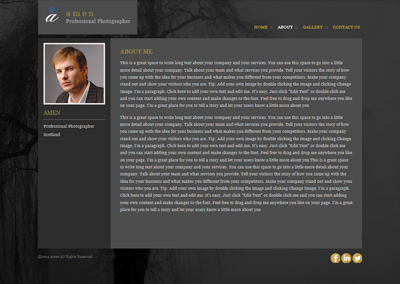 amen
Professional Photographer
HOME :: ABOUT :: GALLERY :: CONTACT US
ABOUT ME:
This is a great space to write long text about your company and your services. You can use this space to go into a little
more detail about your company. Talk about your team and what services you provide. Tell your visitors the story of how
you came up with the idea for your business and what makes you different from your competitors. Make your company
stand out and show your visitors who you are. Tip: Add your own image by double clicking the image and clicking Change
Image. I'm a paragraph. Click here to add your own text and edit me. It's easy. Just click "Edit Text" or double click me
and you can start adding your own content and make changes to the font. Feel free to drag and drop me anywhere you like
on your page. I'm a great place for you to tell a story and let your users know a little more about you
AMEN
Professional Photographer
Scotland
This is a great space to write long text about your company and your services. You can use this space to go into a little
more detail about your company. Talk about your team and what services you provide. Tell your visitors the story of how
you came up with the idea for your business and what makes you different from your competitors. Make your company
stand out and show your visitors who you are. Tip: Add your own image by double clicking the image and clicking Change
Image. I'm a paragraph. Click here to add your own text and edit me. It's easy. Just click "Edit Text" or double click me
and you can start adding your own content and make changes to the font. Feel free to drag and drop me anywhere you like
on your page. I'm a great place for you to tell a story and let your users know a little more about you This is a great space
to write long text about your company and your services. You can use this space to go into a little more detail about your
company. Talk about your team and what services you provide. Tell your visitors the story of how you came up with the
idea for your business and what makes you different from your competitors. Make your company stand out and show your
visitors who you are. Tip: Add your own image by double clicking the image and clicking Change Image. I'm a paragraph.
Click here to add your own text and edit me. It's easy. Just click "Edit Text" or double click me and you can start adding
your own content and make changes to the font. Feel free to drag and drop me anywhere you like on your page. I'm a great
place for you to tell a story and let your users know a little more about you
All Rights Reserved